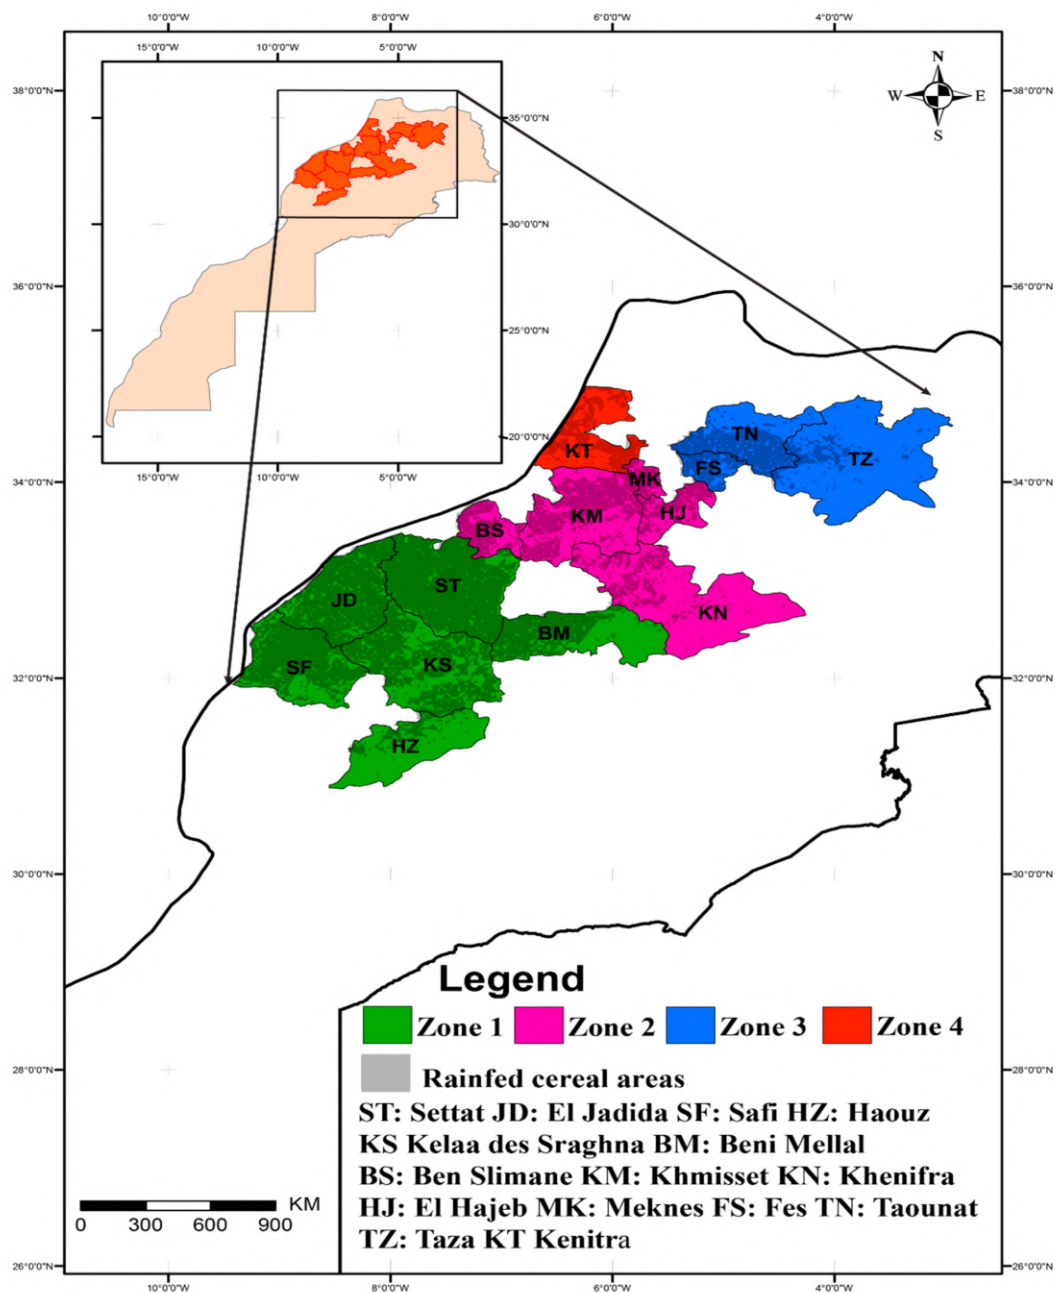 10°0'0"W 8°0'0"W 6°0'0"W 4°0'0"W
15°0'0"W 10°0'0"W 5°0'0"W
N
W E
S
38°0'0"N 38°0'0"N
35°0'0"N
30°0'0"N
36°0'0"N 36°0'0"N
25°0'0"N
20°0'0"N
15°0'0"W 10°0'0"W 5°0'0"W
34°0'0"N 34°0'0"N
KT
TN
FS
TZ
MK
HJ
KM
BS
ST
JD
KN
BM
SF
KS
HZ
32°0'0"N 32°0'0"N
30°0'0"N 30°0'0"N
Legend
Zone 1 Zone 2 Zone 3 Zone 4
28°0'0"N 28°0'0"N
Rainfed cereal areas
ST: Settat JD: El Jadida SF: Safi HZ: Haouz
KS Kelaa des Sraghna BM: Beni Mellal
BS: Ben Slimane KM: Khmisset KN: Khenifra
HJ: El Hajeb MK: Meknes FS: Fes TN: Taounat
TZ: Taza KT Kenitra
KM
0 300 600 900
26°0'0"N 26°0'0"N
10°0'0"W 8°0'0"W 6°0'0"W 4°0'0"W